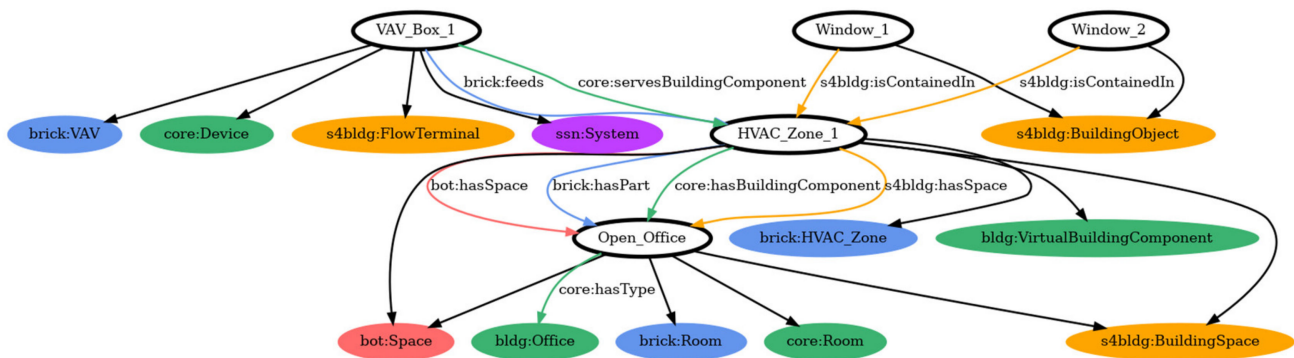 VAV_Box_1
Window_1
Window_2
brick:feeds
core:servesBuildingComponent
s4bldg:isContainedIn
s4bldg:isContainedIn
brick:VAV
core:Device
s4bldg:FlowTerminal
ssn:System
HVAC_Zone_1
s4bldg:BuildingObject
bot:hasSpace
brick:hasPart
core:hasBuildingComponent
s4bldg:hasSpace
Open_Office
brick:HVAC_Zone
bldg:VirtualBuildingComponent
core:hasType
bot:Space
bldg:Office
brick:Room
core:Room
s4bldg:BuildingSpace